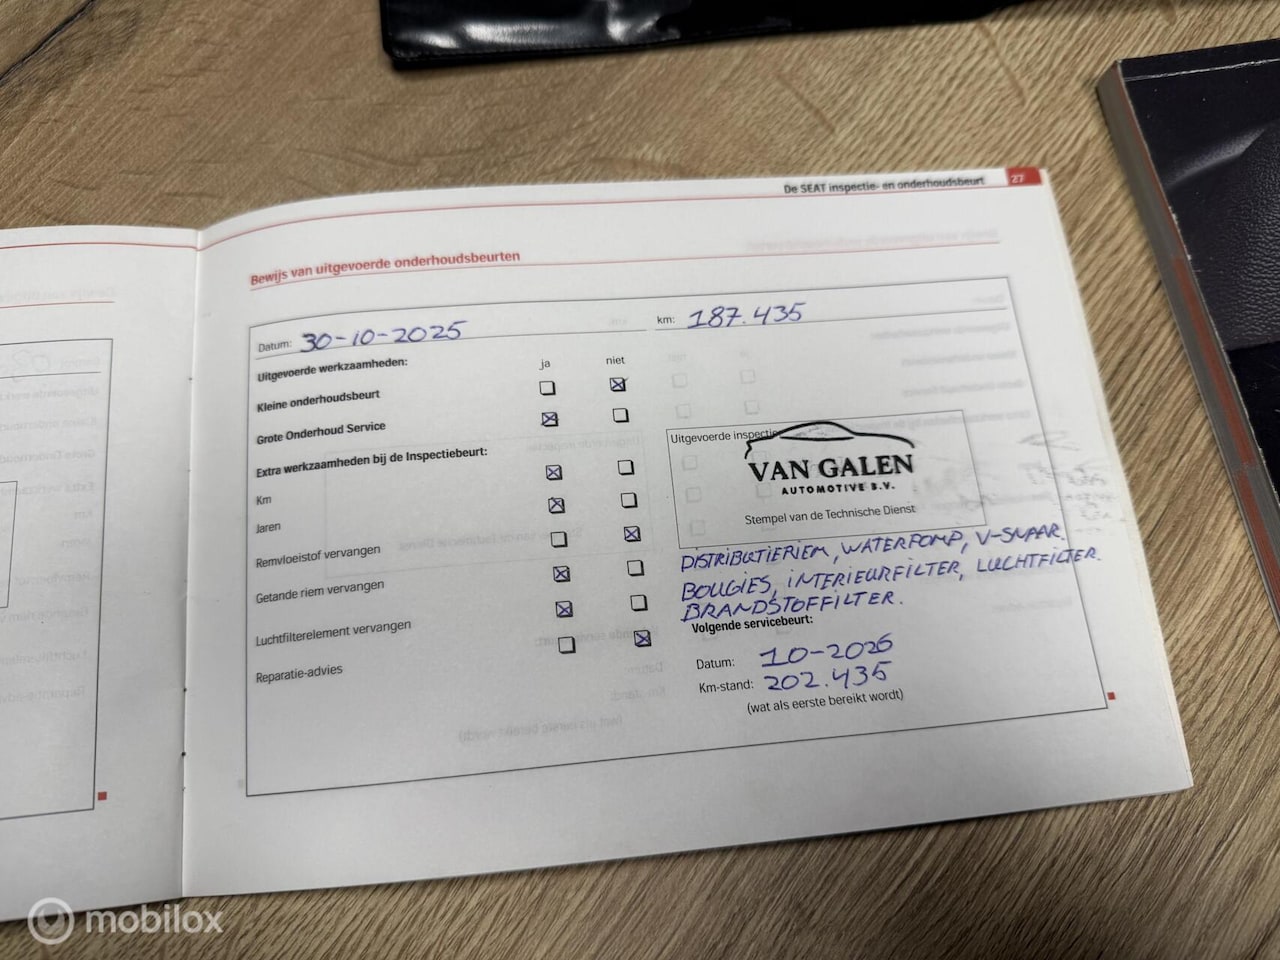 De SEAT inspectie- en onderhoudsbeurt 27
Bewijs van uitgevoerde onderhoudsbeurten
Datum: 30-10-2025 km: 187.435
Uitgevoerde werkzaamheden: ja niet
Kleine onderhoudsbeurt
Grote Onderhoud Service
Extra werkzaamheden bij de Inspectiebeurt:
Km
Jaren
Remvloeistof vervangen
Getande riem vervangen
Luchtfilterelement vervangen
Reparatie-advies
Uitgevoerde inspectie
VAN GALEN
AUTOMOTIVE B.V.
Stempel van de Technische Dienst
DISTRIBUTIERIEM, WATERPOMP, V-SNAAR.
BOUGIES, INTERIEURFILTER, LUCHTFILTER.
BRANDSTOFFILTER.
Volgende servicebeurt:
Datum: 10-2026
Km-stand: 202.435
(wat als eerste bereikt wordt)
mobilox